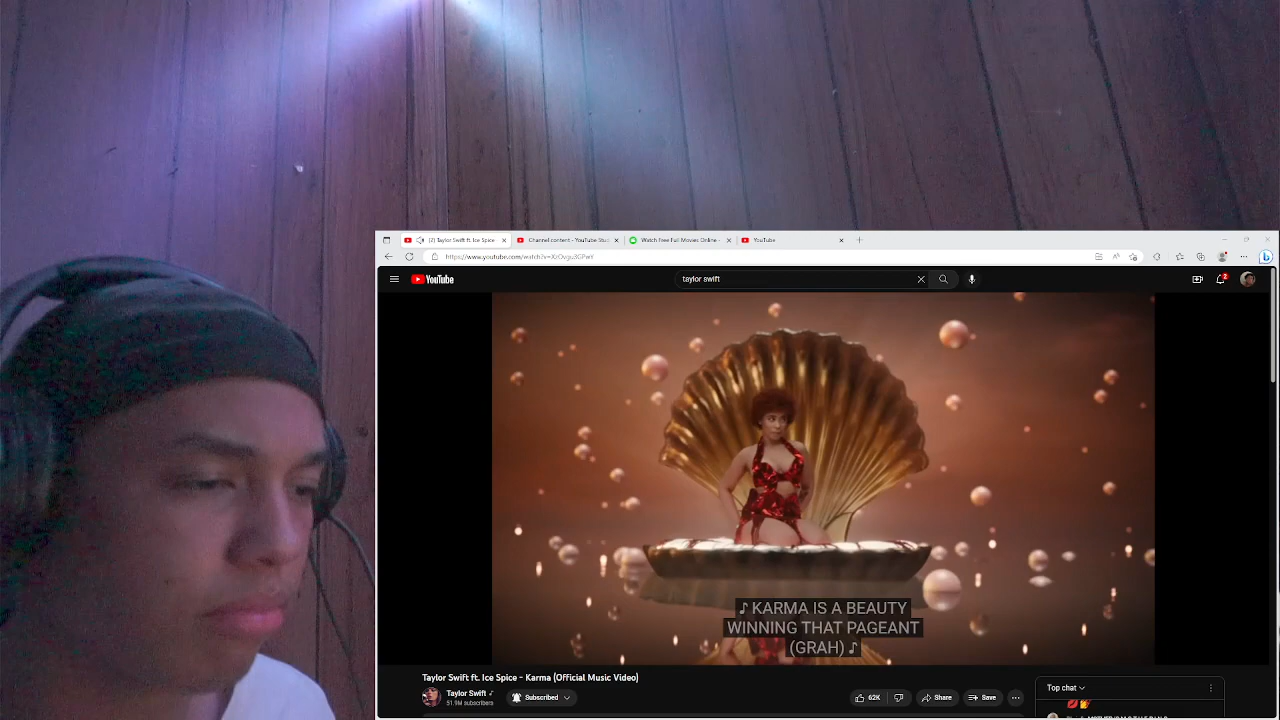 (2) Taylor Swift ft. Ice Spice
Channel content - YouTube Stu
Watch Free Full Movies Online -
YouTube
YouTube
taylor swift
2
♪ KARMA IS A BEAUTY
WINNING THAT PAGEANT
(GRAH) ♪
Taylor Swift ft. Ice Spice - Karma (Official Music Video)
Taylor Swift ♪
51.9M subscribers
Subscribed
62K
Share
Save
Top chat